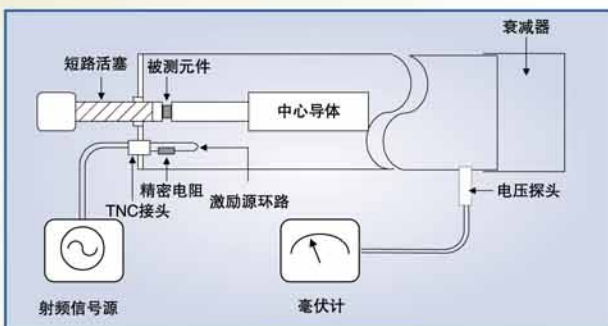 衰减器
短路活塞
被测元件
中心导体
精密电阻
TNC接头
激励源环路
电压探头
射频信号源
毫伏计